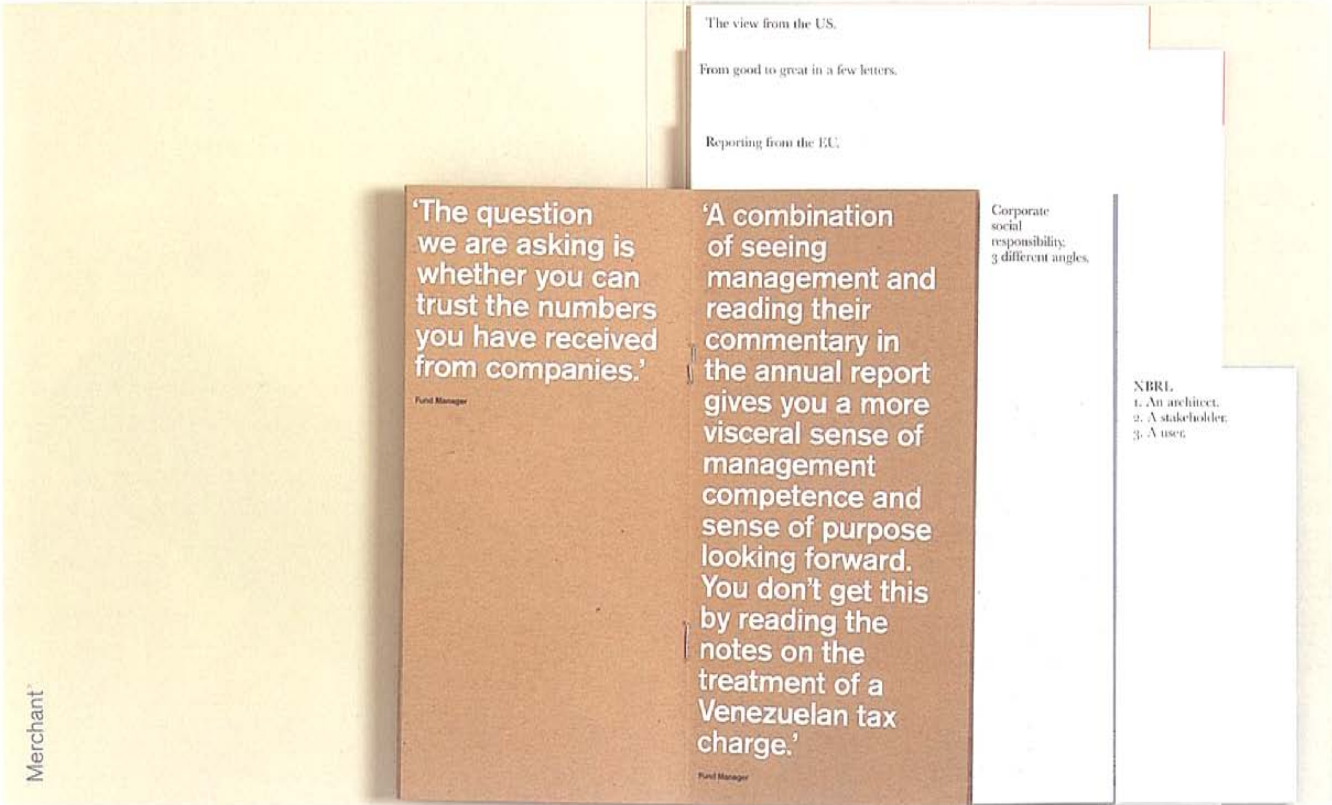 The view from the US.
From good to great in a few letters.
Reporting from the EU.
‘The question
we are asking is
whether you can
trust the numbers
you have received
from companies.’
Fund Manager
‘A combination
of seeing
management and
reading their
commentary in
the annual report
gives you a more
visceral sense of
management
competence and
sense of purpose
looking forward.
You don’t get this
by reading the
notes on the
treatment of a
Venezuelan tax
charge.’
Fund Manager
Corporate
social
responsibility.
3 different angles.
XBRL
1. An architect.
2. A stakeholder.
3. A user.
Merchant